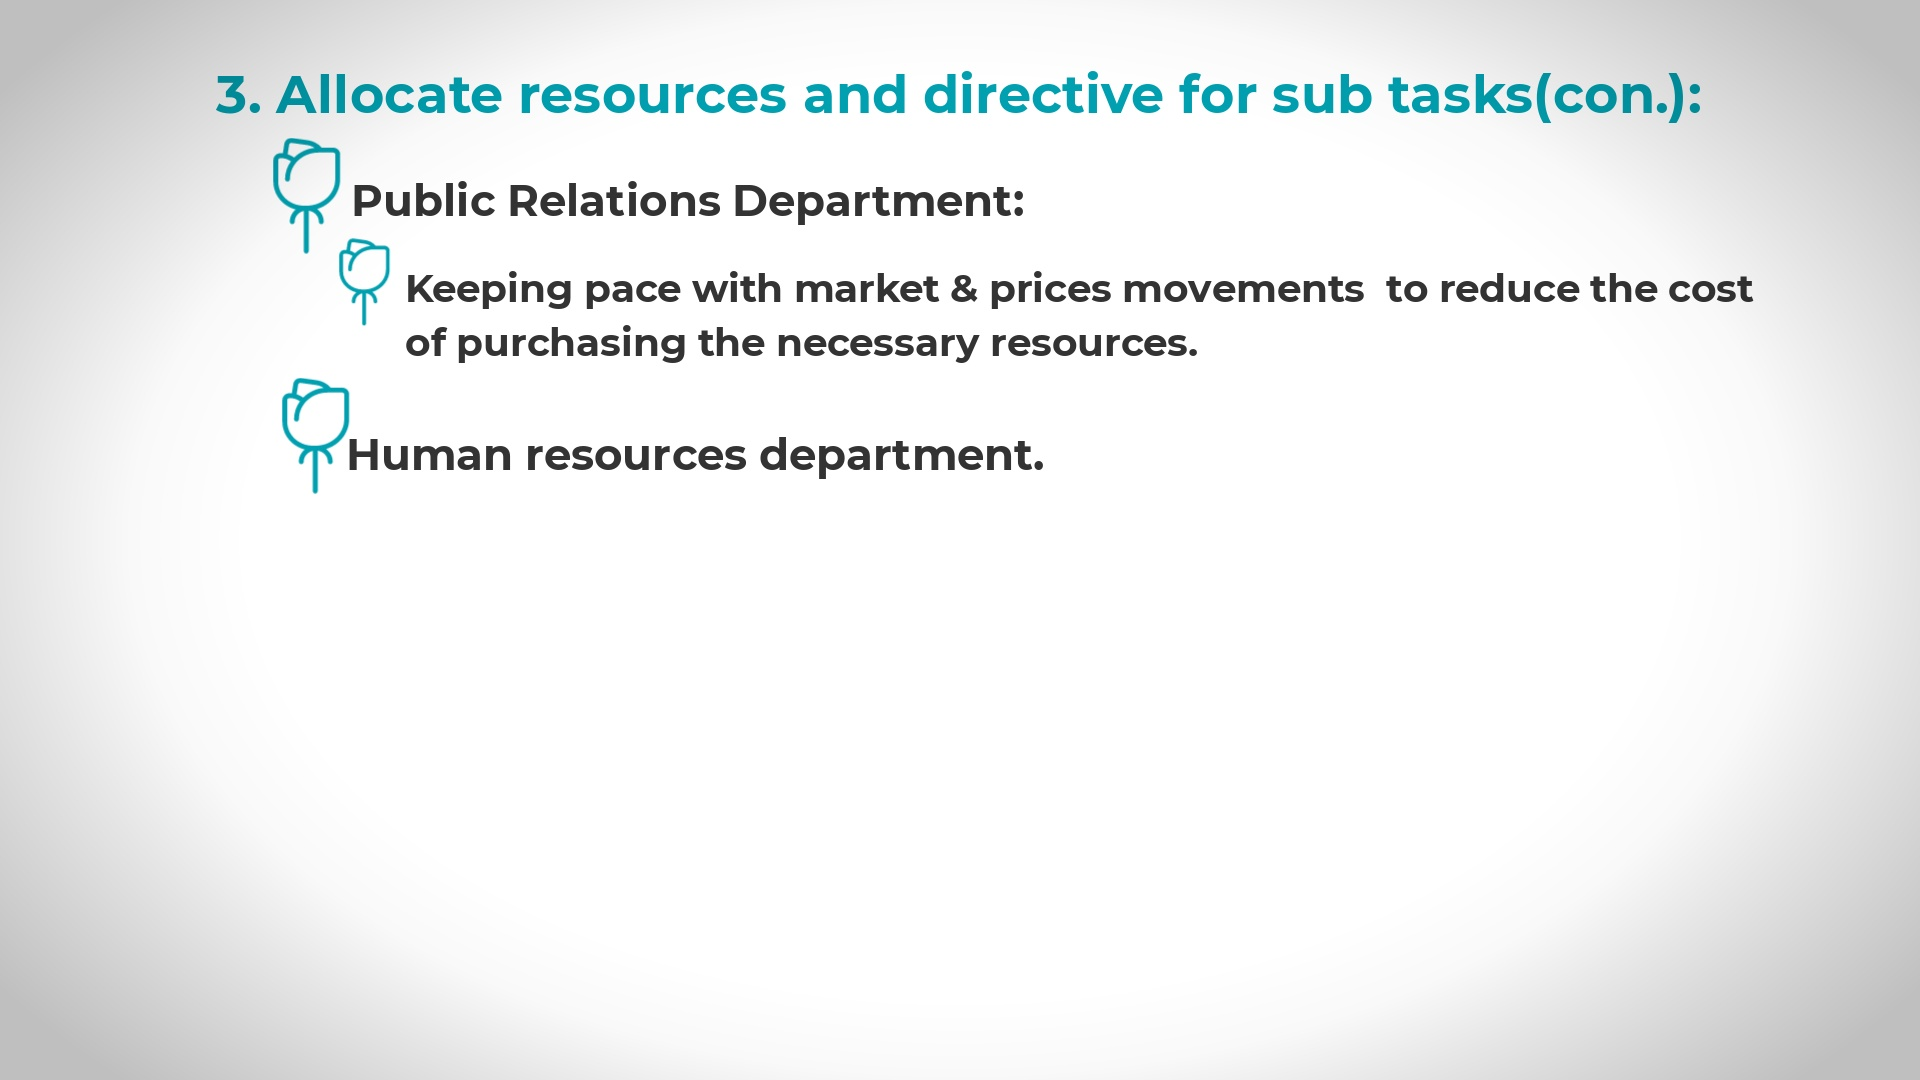 3. Allocate resources and directive for sub tasks(con.):
Public Relations Department:
Keeping pace with market & prices movements  to reduce the cost
of purchasing the necessary resources.
Human resources department.